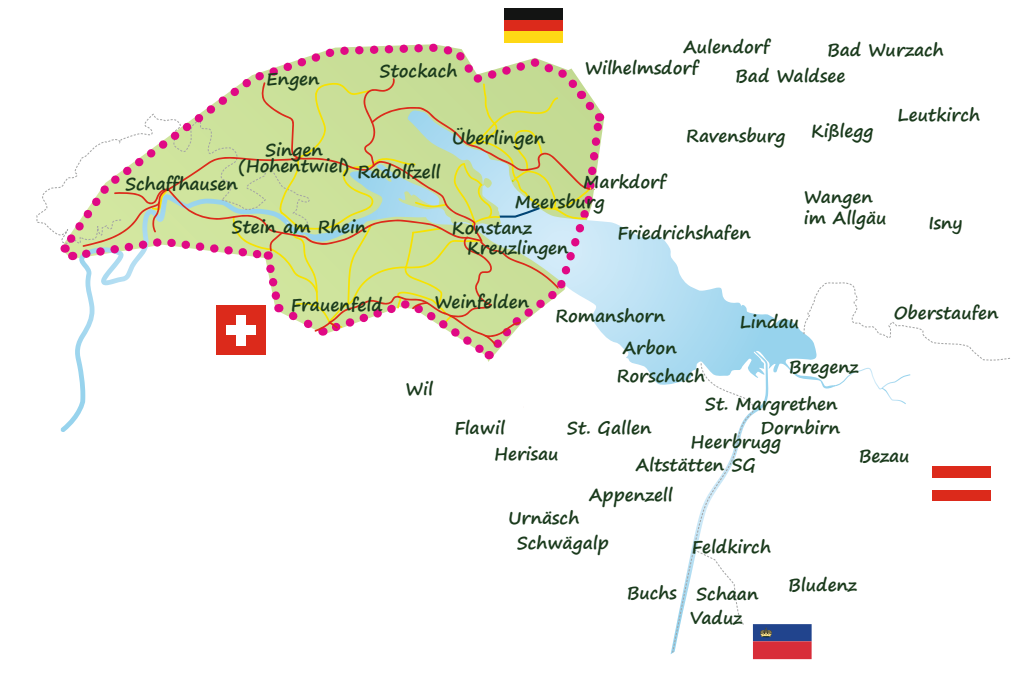 Aulendorf
Bad Wurzach
Wilhelmsdorf
Bad Waldsee
Engen
Stockach
Leutkirch
Ravensburg
Kißlegg
Überlingen
Singen
(Hohentwiel)
Radolfzell
Schaffhausen
Markdorf
Meersburg
Wangen
im Allgäu
Isny
Stein am Rhein
Konstanz
Friedrichshafen
Kreuzlingen
Frauenfeld
Weinfelden
Romanshorn
Lindau
Oberstaufen
Arbon
Rorschach
Bregenz
Wil
St. Margrethen
Flawil
St. Gallen
Dornbirn
Heerbrugg
Herisau
Bezau
Altstätten SG
Appenzell
Urnäsch
Schwägalp
Feldkirch
Buchs
Schaan
Bludenz
Vaduz